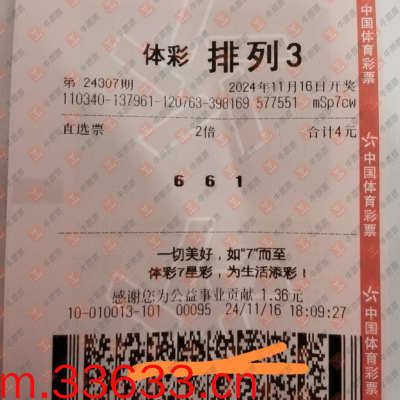 体彩 排列3
第 24307期 2024年11月16日开奖
110340-137961-120763-398169 577551 mSp7cw
直选票 2倍 合计4元
6 6 1
一切美好，如“7”而至
体彩7星彩，为生活添彩！
感谢您为公益事业贡献 1.36元
10-010013-101 00095 24/11/16 18:09:27
中国体育彩票
中国体育彩票
中国体育彩票
m.33633.cn